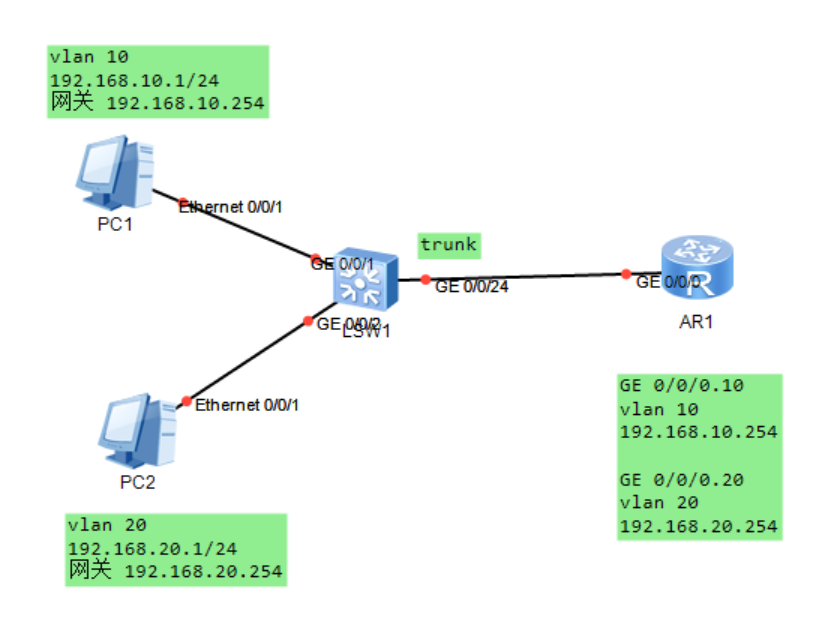 vlan 10
192.168.10.1/24
网关 192.168.10.254
PC1
Ethernet 0/0/1
GE 0/0/1
trunk
GE 0/0/24
GE 0/0/0
AR1
GE 0/0/2
LSW1
Ethernet 0/0/1
PC2
vlan 20
192.168.20.1/24
网关 192.168.20.254
GE 0/0/0.10
vlan 10
192.168.10.254
GE 0/0/0.20
vlan 20
192.168.20.254